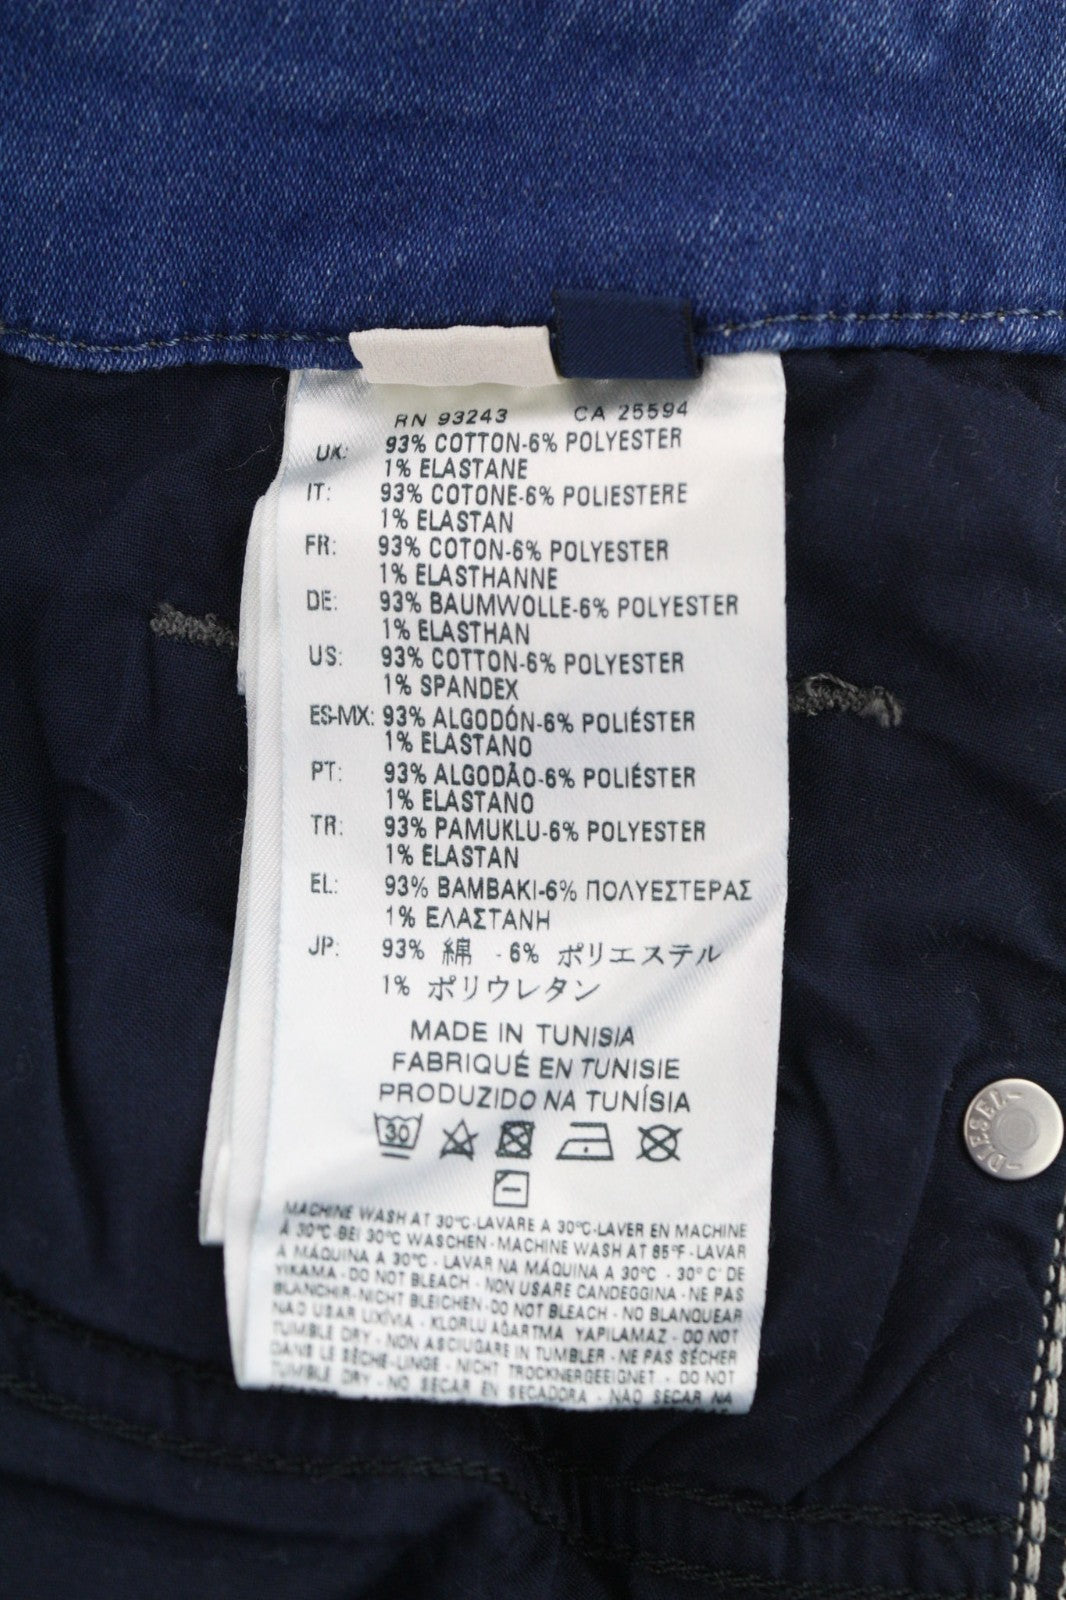 RN 93243 CA 25594
UK: 93% COTTON-6% POLYESTER
1% ELASTANE
IT: 93% COTONE-6% POLIESTERE
1% ELASTAN
FR: 93% COTON-6% POLYESTER
1% ELASTHANNE
DE: 93% BAUMWOLLE-6% POLYESTER
1% ELASTHAN
US: 93% COTTON-6% POLYESTER
1% SPANDEX
ES-MX: 93% ALGODÓN-6% POLIÉSTER
1% ELASTANO
PT: 93% ALGODÃO-6% POLIÉSTER
1% ELASTANO
TR: 93% PAMUKLU-6% POLYESTER
1% ELASTAN
EL: 93% ΒΑΜΒΑΚΙ-6% ΠΟΛΥΕΣΤΕΡΑΣ
1% ΕΛΑΣΤΑΝΗ
JP: 93% 綿 - 6% ポリエステル
1% ポリウレタン
MADE IN TUNISIA
FABRIQUÉ EN TUNISIE
PRODUZIDO NA TUNÍSIA
30
MACHINE WASH AT 30°C-LAVARE A 30°C-LAVER EN MACHINE
À 30°C-BEI 30°C WASCHEN - MACHINE WASH AT 85°F - LAVAR
A MÁQUINA A 30°C - LAVAR NA MÁQUINA A 30°C - 30° C' DE
YIKAMA - DO NOT BLEACH - NON USARE CANDEGGINA - NE PAS
BLANCHIR-NICHT BLEICHEN-DO NOT BLEACH - NO BLANQUEAR
NAO USAR LIXÍVIA - KLORLU AĞARTMA YAPILAMAZ - DO NOT
TUMBLE DRY - NON ASCIUGARE IN TUMBLER - NE PAS SÉCHER
DANS LE SÈCHE-LINGE - NICHT TROCKNERGEEIGNET - DO NOT
TUMBLE DRY - NO SECAR EN SECADORA - NAO SECAR NA
DIESEL